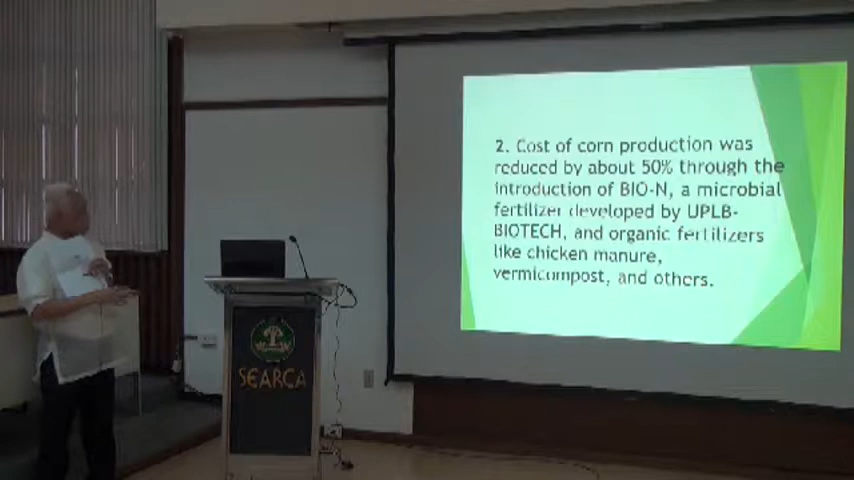 2. Cost of corn production was
reduced by about 50% through the
introduction of BIO-N, a microbial
fertilizer developed by UPLB-
BIOTECH, and organic fertilizers
like chicken manure,
vermicompost, and others.
SEARCA